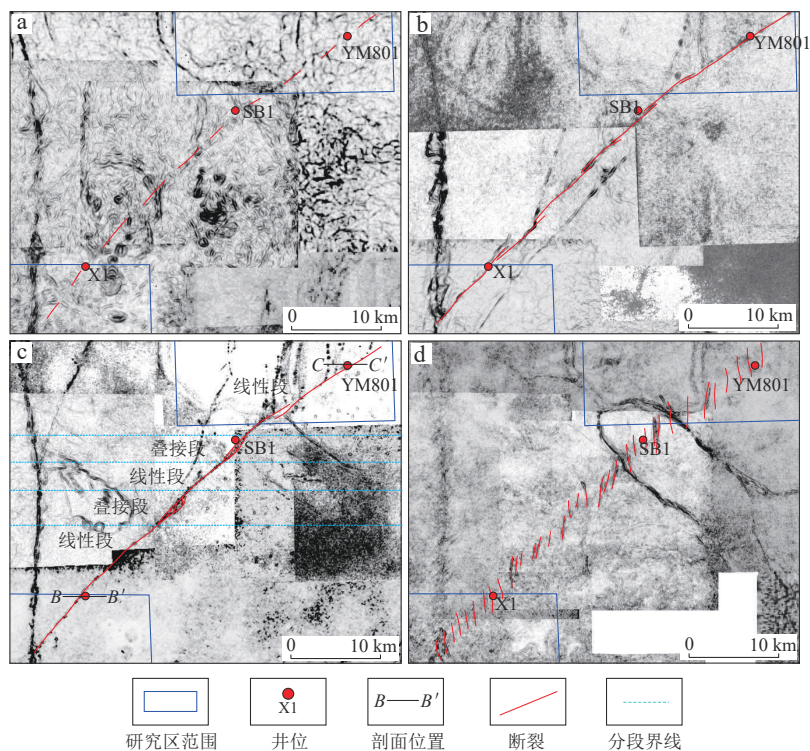 a
YM801
SB1
X1
0
10 km
b
YM801
SB1
X1
0
10 km
c
C
C′
YM801
线性段
SB1
叠接段
线性段
叠接段
线性段
B
B′
0
10 km
d
YM801
SB1
X1
0
10 km
X1
B
B′
研究区范围
井位
剖面位置
断裂
分段界线